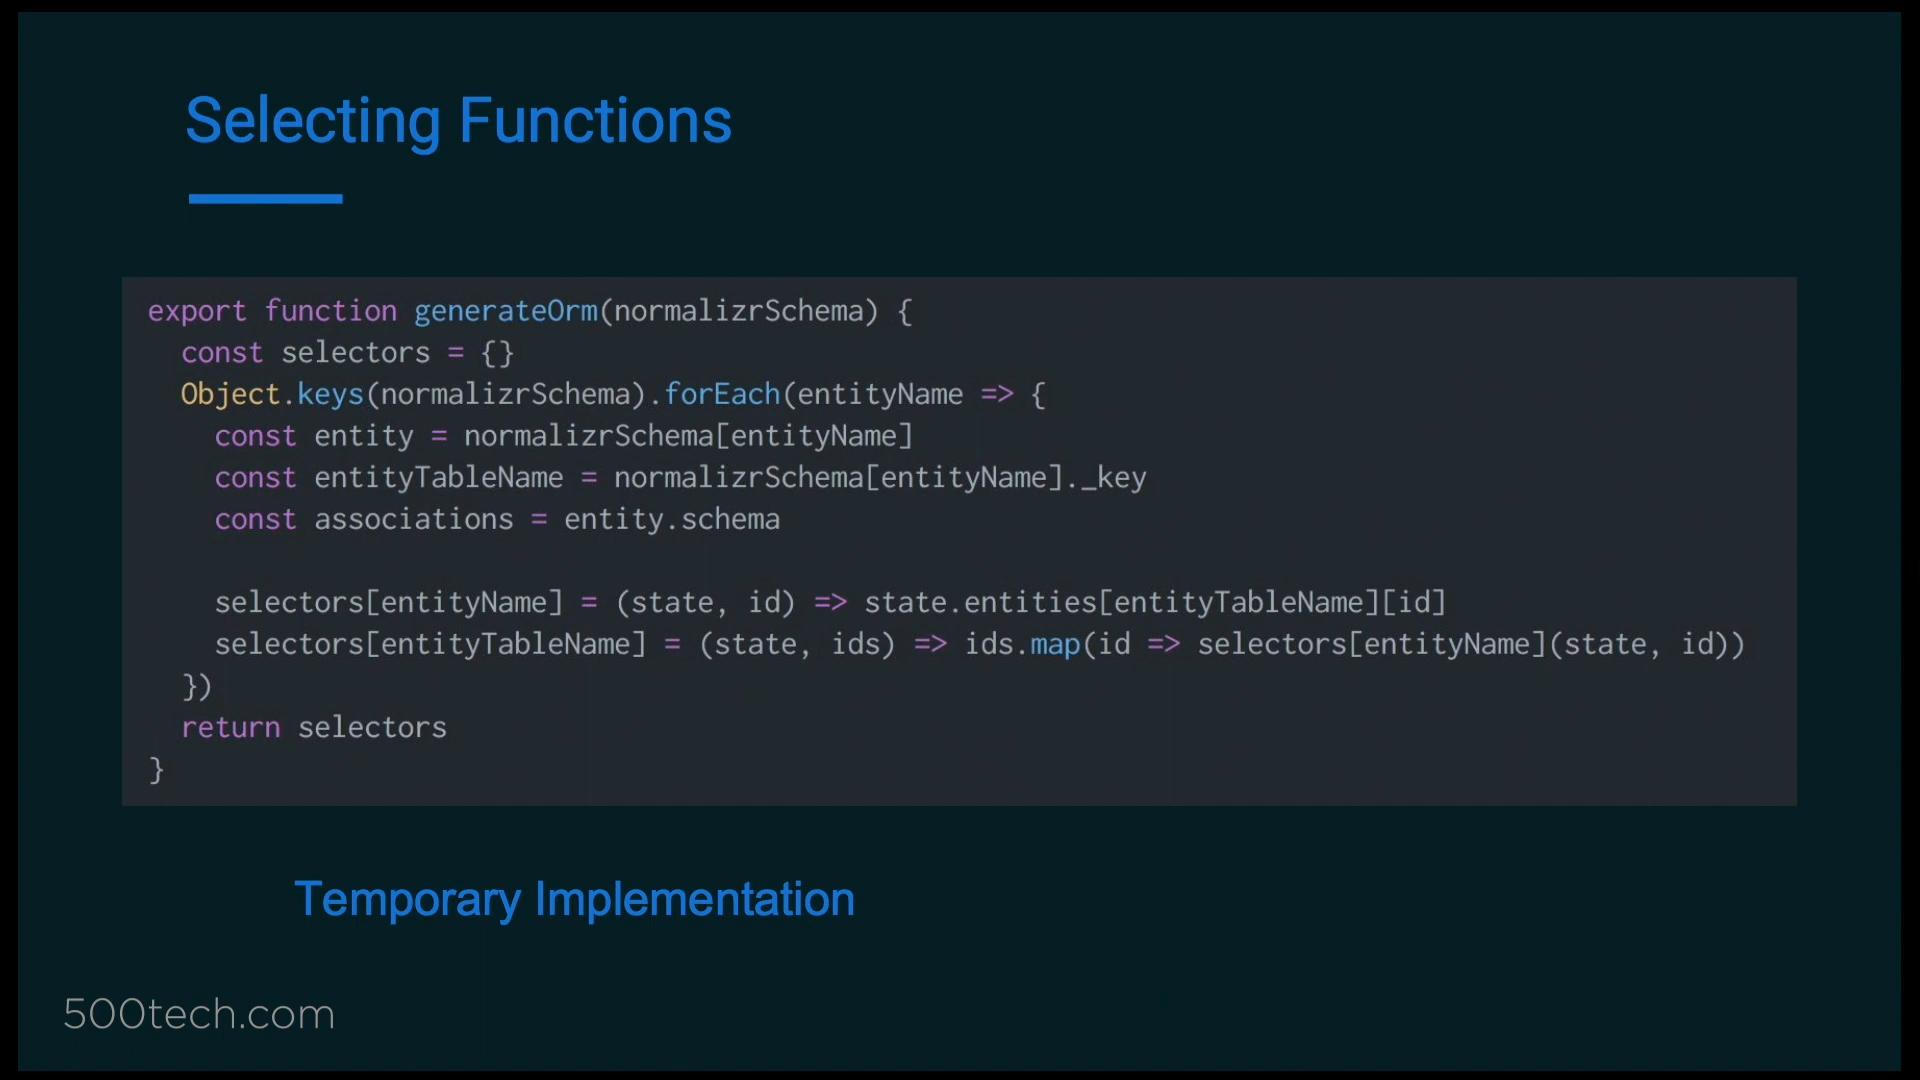 Selecting Functions
export function generateOrm(normalizrSchema) {
  const selectors = {}
  Object.keys(normalizrSchema).forEach(entityName => {
    const entity = normalizrSchema[entityName]
    const entityTableName = normalizrSchema[entityName]._key
    const associations = entity.schema

    selectors[entityName] = (state, id) => state.entities[entityTableName][id]
    selectors[entityTableName] = (state, ids) => ids.map(id => selectors[entityName](state, id))
  })
  return selectors
}
Temporary Implementation
500tech.com